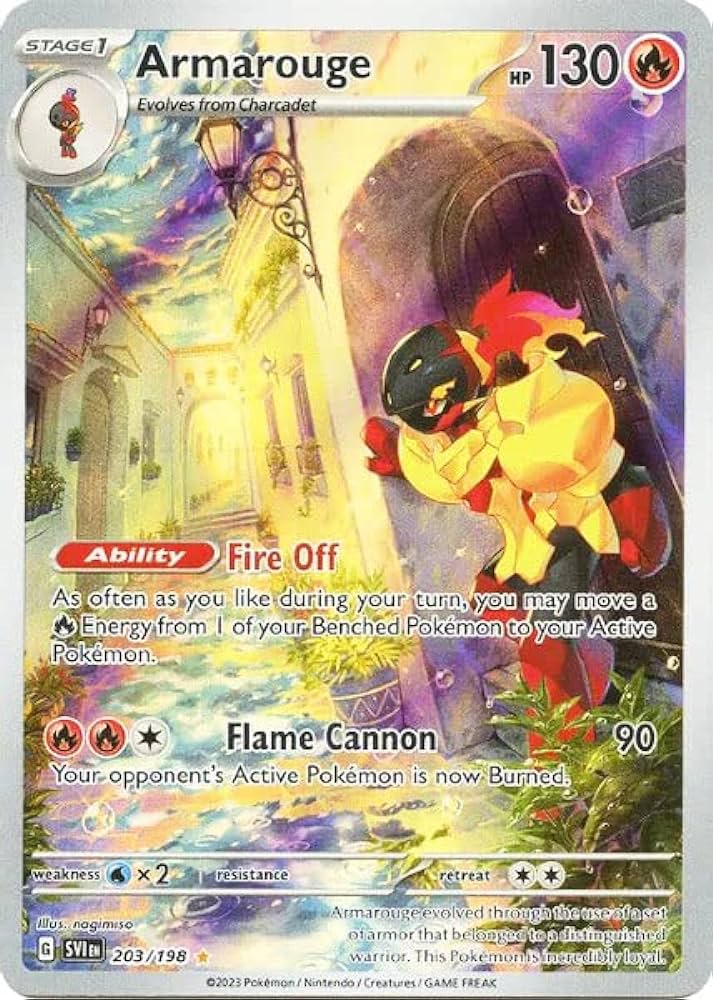 STAGE 1
Armarouge
HP 130
Evolves from Charcadet
Ability Fire Off
As often as you like during your turn, you may move a
Energy from 1 of your Benched Pokémon to your Active
Pokémon.
Flame Cannon 90
Your opponent's Active Pokémon is now Burned.
weakness ×2 resistance retreat
Illus. nagimiso
Armarouge evolved through the use of a set
of armor that belonged to a distinguished
warrior. This Pokémon is incredibly loyal.
G SVI EN 203/198
©2023 Pokémon / Nintendo / Creatures / GAME FREAK